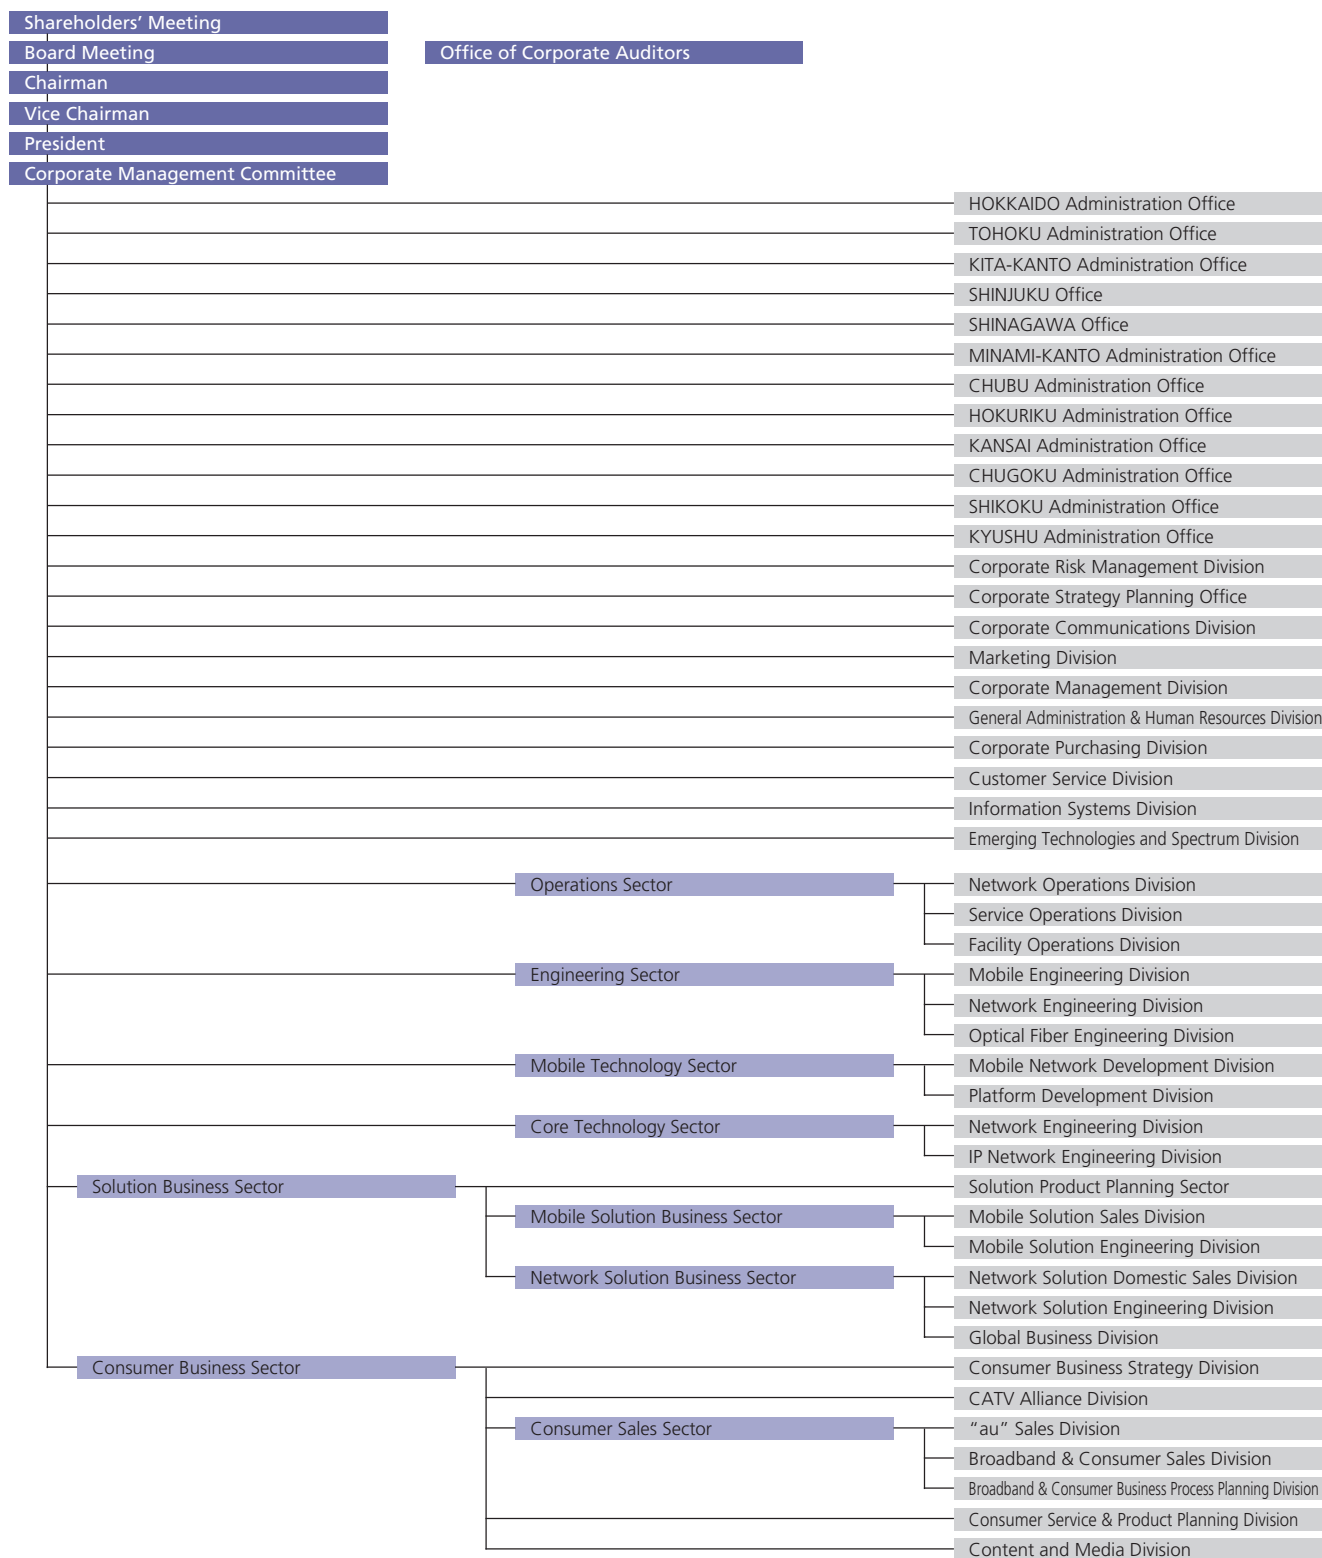 Shareholders’ Meeting
Board Meeting
Office of Corporate Auditors
Chairman
Vice Chairman
President
Corporate Management Committee
HOKKAIDO Administration Office
TOHOKU Administration Office
KITA-KANTO Administration Office
SHINJUKU Office
SHINAGAWA Office
MINAMI-KANTO Administration Office
CHUBU Administration Office
HOKURIKU Administration Office
KANSAI Administration Office
CHUGOKU Administration Office
SHIKOKU Administration Office
KYUSHU Administration Office
Corporate Risk Management Division
Corporate Strategy Planning Office
Corporate Communications Division
Marketing Division
Corporate Management Division
General Administration & Human Resources Division
Corporate Purchasing Division
Customer Service Division
Information Systems Division
Emerging Technologies and Spectrum Division
Operations Sector
Network Operations Division
Service Operations Division
Facility Operations Division
Engineering Sector
Mobile Engineering Division
Network Engineering Division
Optical Fiber Engineering Division
Mobile Technology Sector
Mobile Network Development Division
Platform Development Division
Core Technology Sector
Network Engineering Division
IP Network Engineering Division
Solution Business Sector
Solution Product Planning Sector
Mobile Solution Business Sector
Mobile Solution Sales Division
Mobile Solution Engineering Division
Network Solution Business Sector
Network Solution Domestic Sales Division
Network Solution Engineering Division
Global Business Division
Consumer Business Sector
Consumer Business Strategy Division
CATV Alliance Division
Consumer Sales Sector
“au” Sales Division
Broadband & Consumer Sales Division
Broadband & Consumer Business Process Planning Division
Consumer Service & Product Planning Division
Content and Media Division